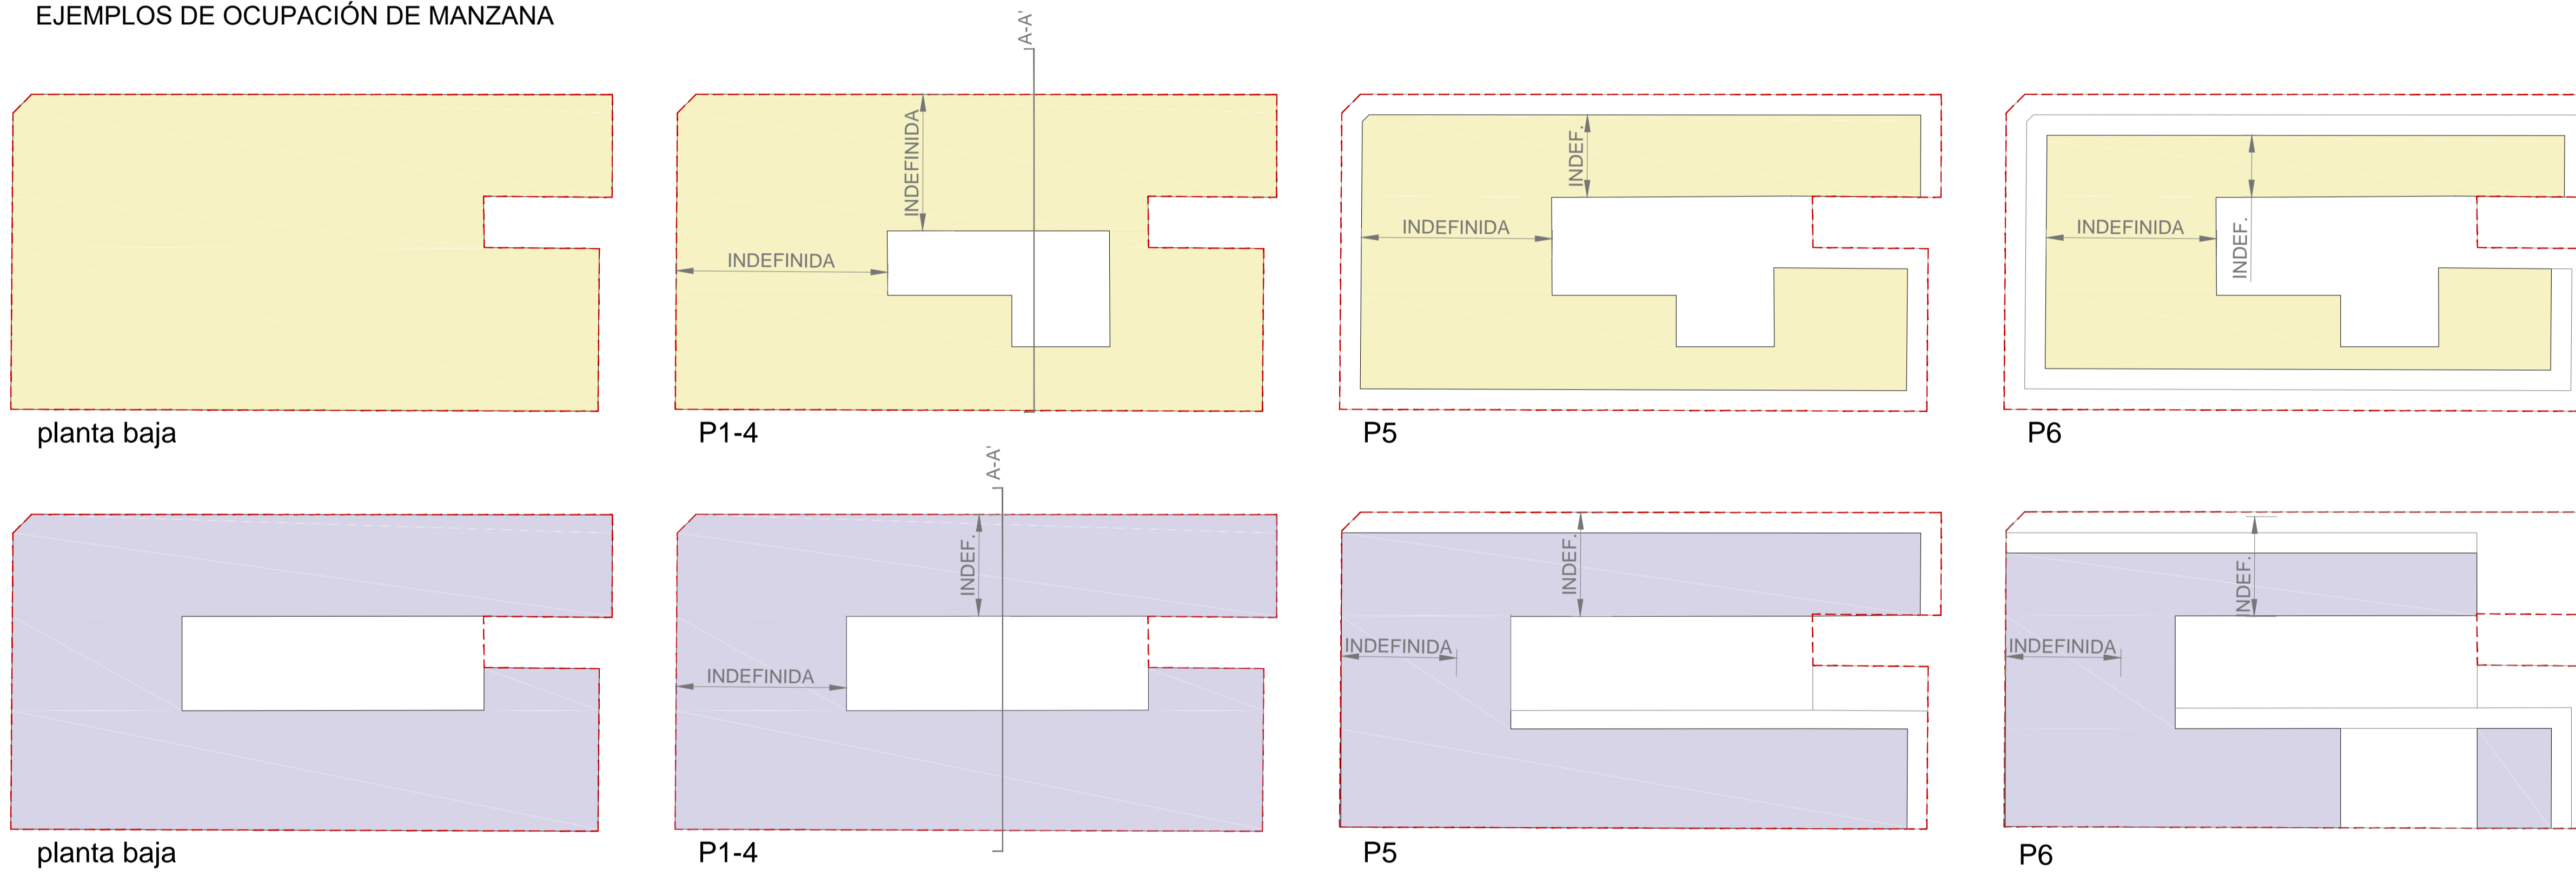 EJEMPLOS DE OCUPACIÓN DE MANZANA
A-A'
INDEFINIDA
INDEFINIDA
INDEF.
INDEFINIDA
INDEF.
INDEFINIDA
planta baja
P1-4
P5
P6
A-A'
INDEF.
INDEFINIDA
INDEF.
INDEFINIDA
INDEF.
INDEFINIDA
planta baja
P1-4
P5
P6